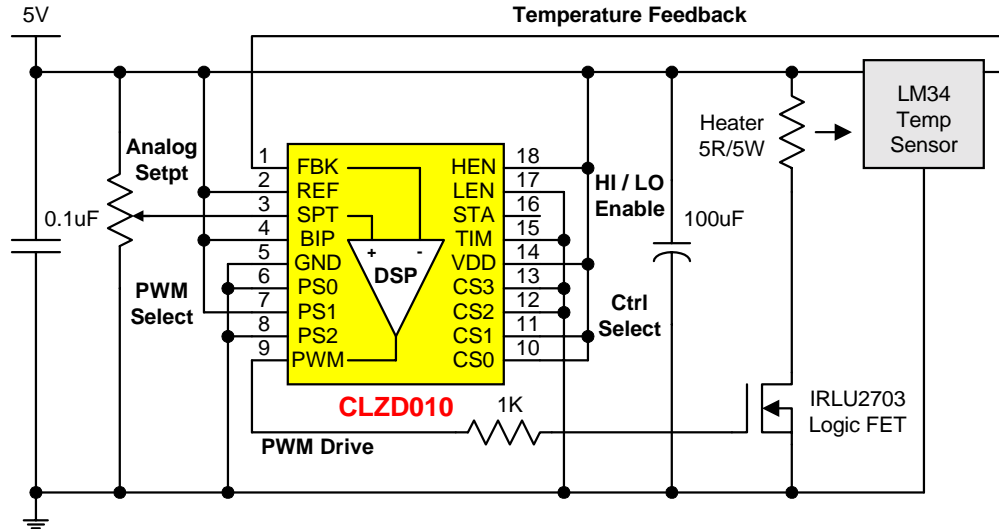 5V
Temperature Feedback
Analog
Setpt
0.1uF
PWM
Select
1 FBK
2 REF
3 SPT
4 BIP
5 GND
6 PS0
7 PS1
8 PS2
9 PWM
+ -
DSP
HEN 18
LEN 17
STA 16
TIM 15
VDD 14
CS3 13
CS2 12
CS1 11
CS0 10
CLZD010
PWM Drive
1K
HI / LO
Enable
Ctrl
Select
100uF
Heater
5R/5W
LM34
Temp
Sensor
IRLU2703
Logic FET